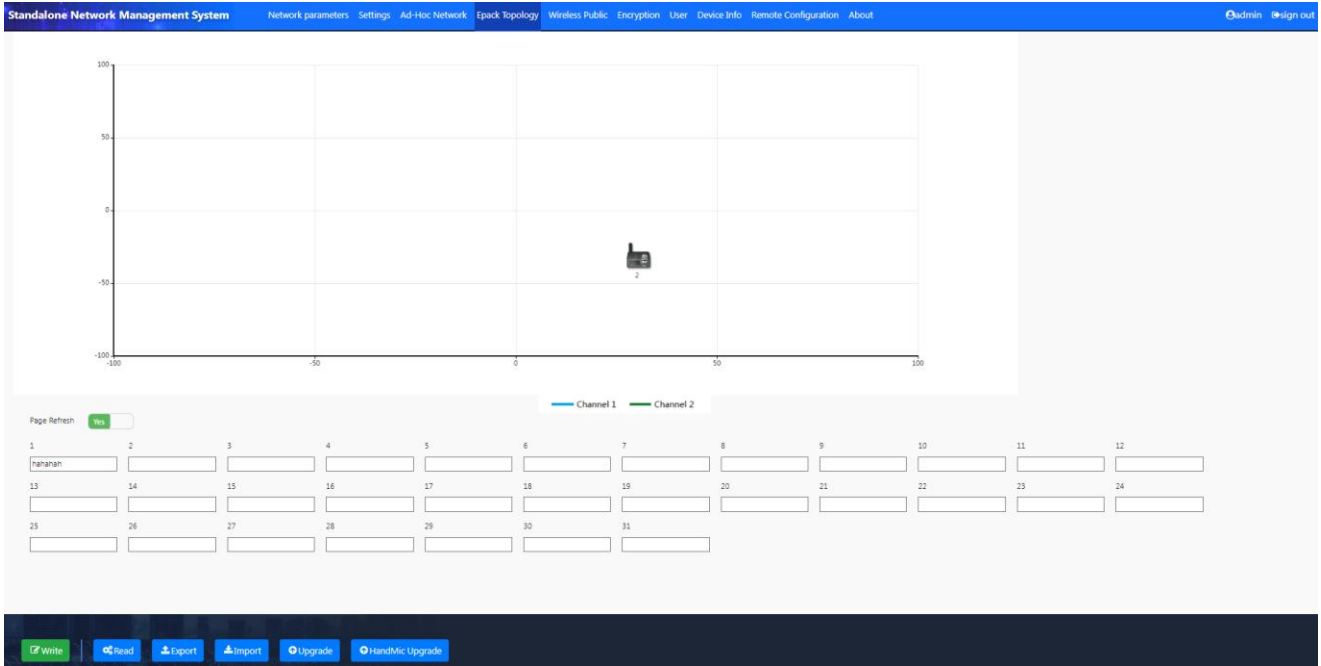 Standalone Network Management System Network parameters Settings Ad-Hoc Network Epack Topology Wireless Public Encryption User Device Info Remote Configuration About admin sign out
100
50
0
2
-50
-100
-100 -50 0 50 100
Channel 1 Channel 2
Page Refresh Yes
1 2 3 4 5 6 7 8 9 10 11 12
hahahah
13 14 15 16 17 18 19 20 21 22 23 24
25 26 27 28 29 30 31
Write Read Export Import Upgrade HandMic Upgrade